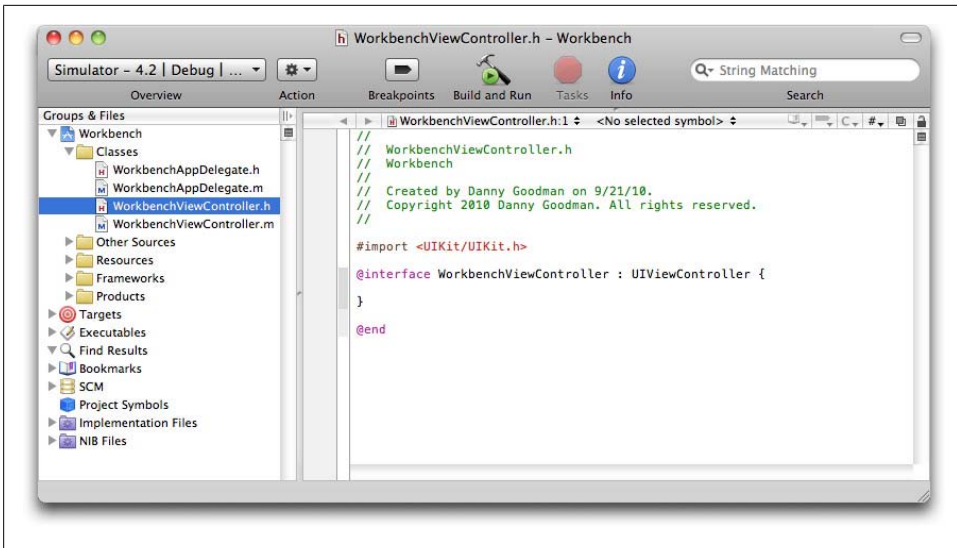 WorkbenchViewController.h – Workbench
Simulator – 4.2 | Debug | ...
Overview
Action
Breakpoints
Build and Run
Tasks
Info
String Matching
Search
Groups & Files
Workbench
Classes
WorkbenchAppDelegate.h
WorkbenchAppDelegate.m
WorkbenchViewController.h
WorkbenchViewController.m
Other Sources
Resources
Frameworks
Products
Targets
Executables
Find Results
Bookmarks
SCM
Project Symbols
Implementation Files
NIB Files
WorkbenchViewController.h:1 <No selected symbol> C #
//
//  WorkbenchViewController.h
//  Workbench
//
//  Created by Danny Goodman on 9/21/10.
//  Copyright 2010 Danny Goodman. All rights reserved.
//
#import <UIKit/UIKit.h>
@interface WorkbenchViewController : UIViewController {
}
@end